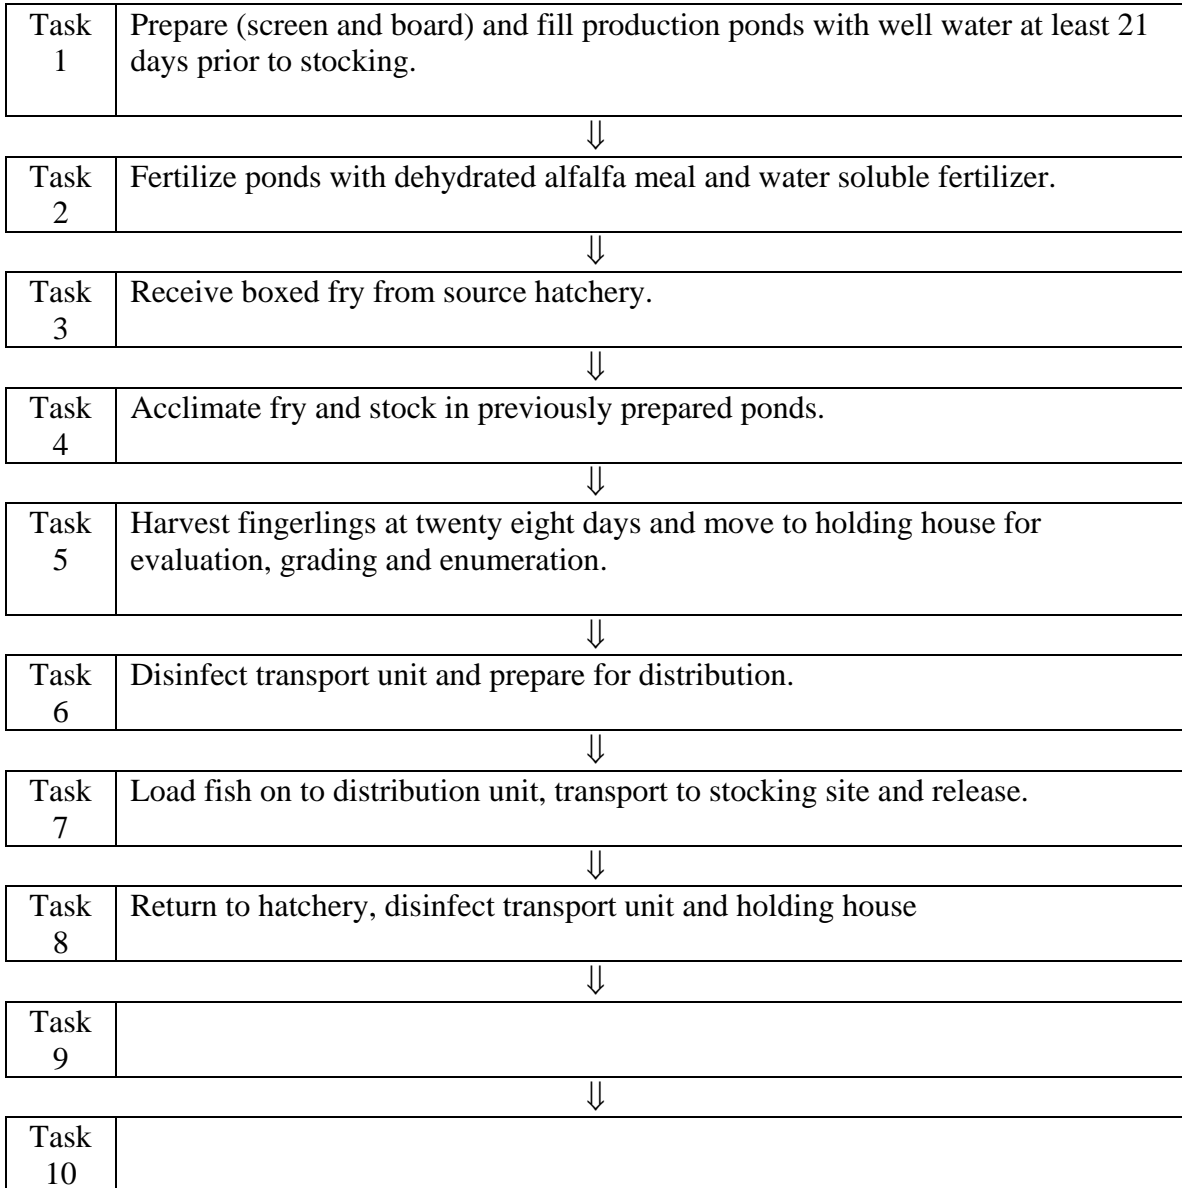 Task
1
Prepare (screen and board) and fill production ponds with well water at least 21
days prior to stocking.
⇓
Task
2
Fertilize ponds with dehydrated alfalfa meal and water soluble fertilizer.
⇓
Task
3
Receive boxed fry from source hatchery.
⇓
Task
4
Acclimate fry and stock in previously prepared ponds.
⇓
Task
5
Harvest fingerlings at twenty eight days and move to holding house for
evaluation, grading and enumeration.
⇓
Task
6
Disinfect transport unit and prepare for distribution.
⇓
Task
7
Load fish on to distribution unit, transport to stocking site and release.
⇓
Task
8
Return to hatchery, disinfect transport unit and holding house
⇓
Task
9
⇓
Task
10